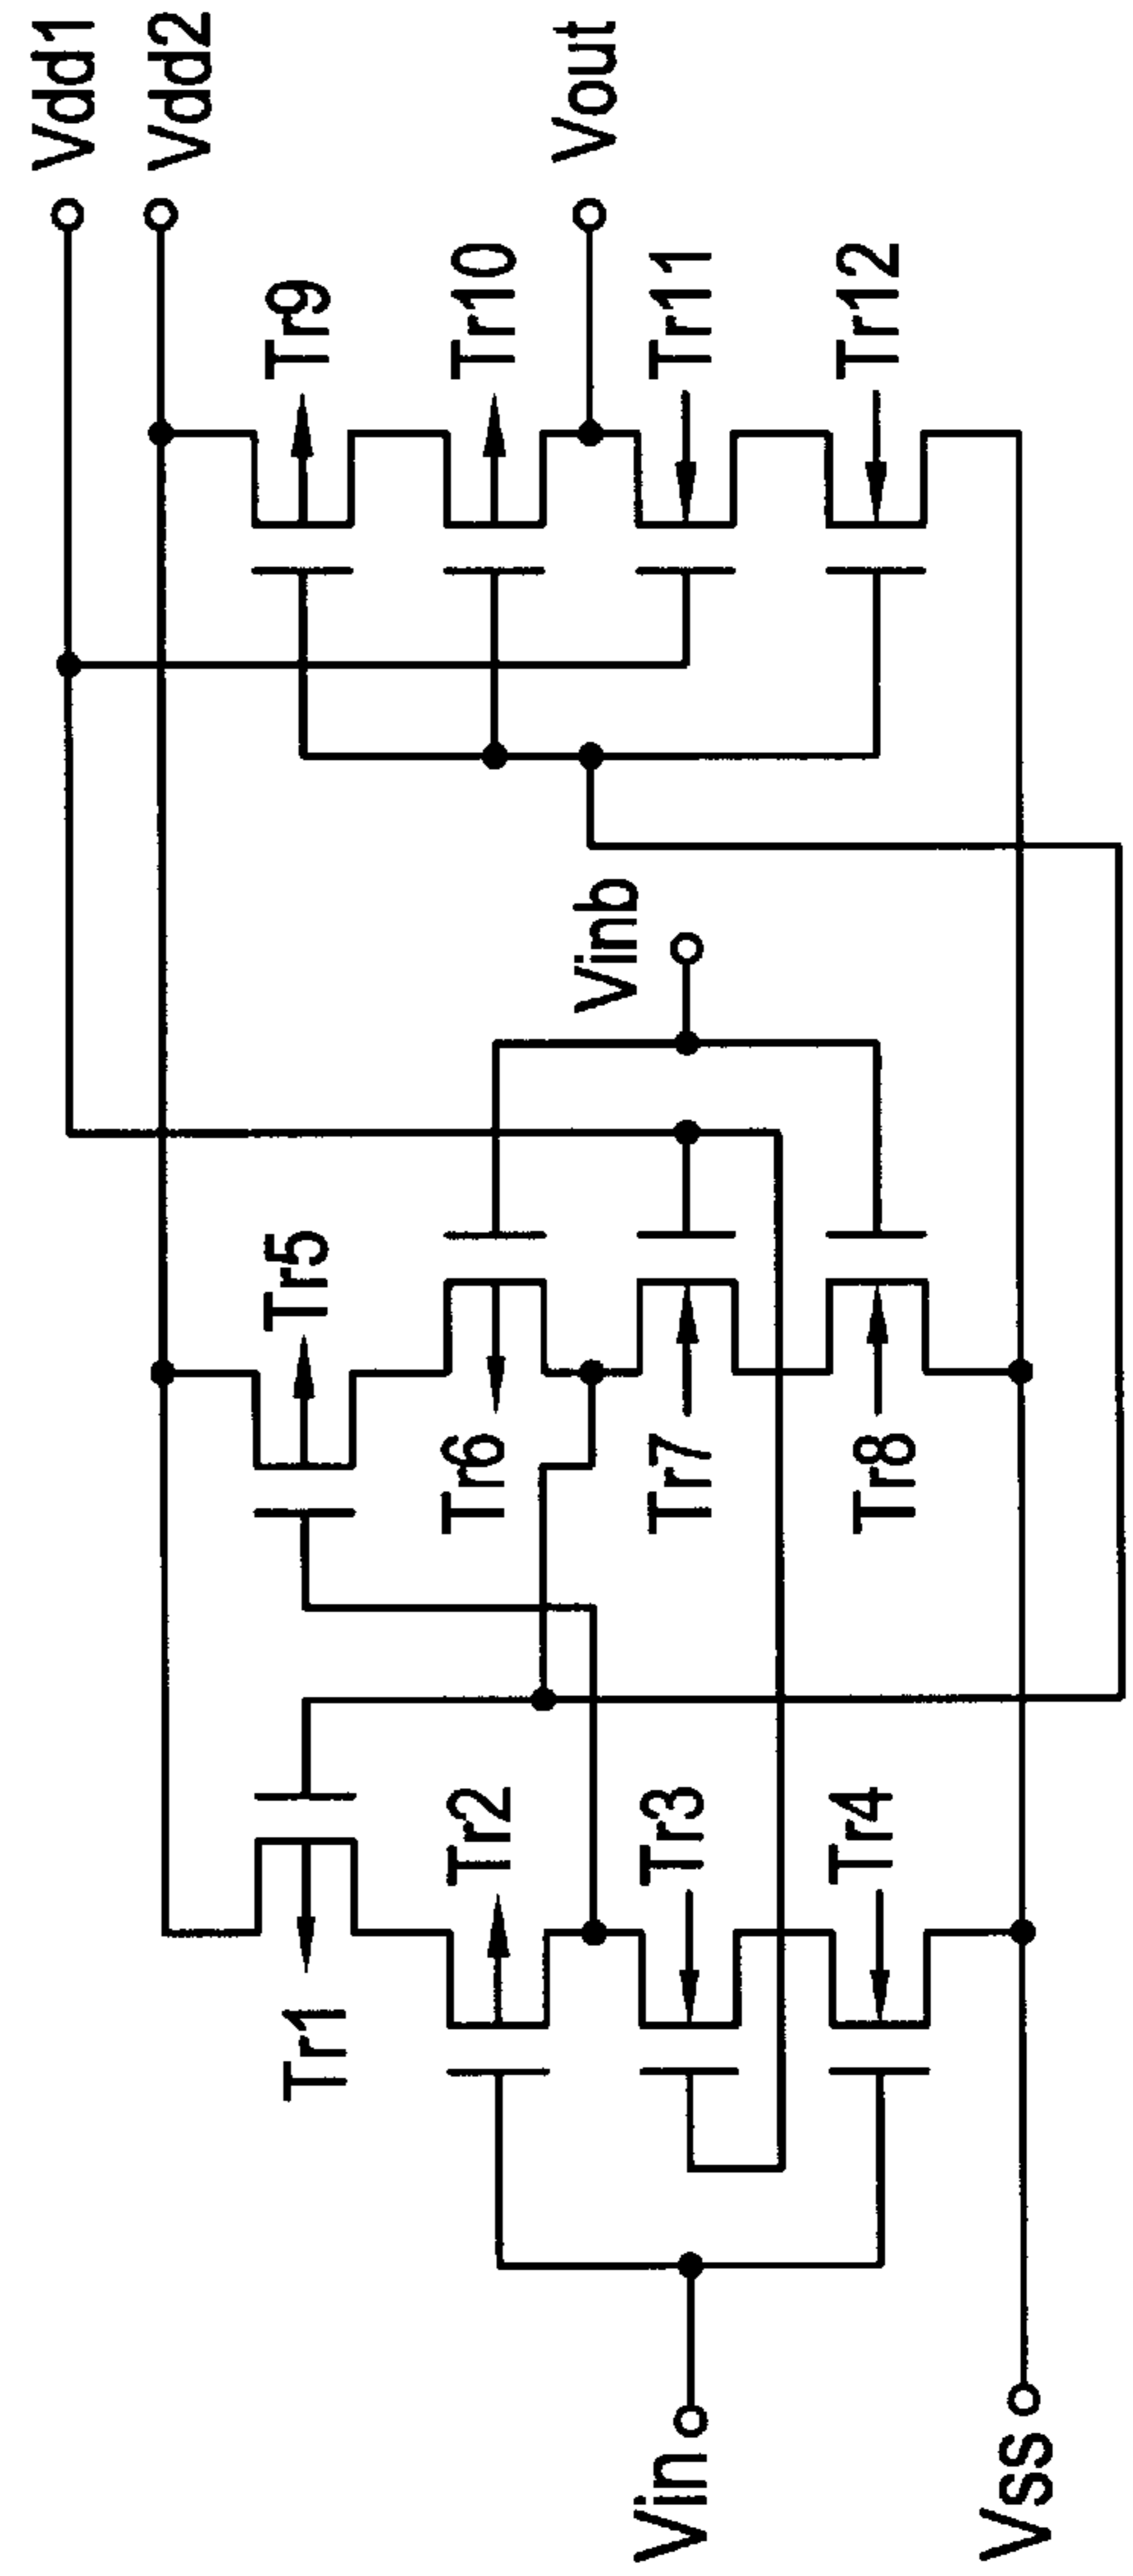 Vdd1
Vdd2
Tr9
Vout
Tr10
Tr11
Tr12
Vinb
Tr5
Tr6
Tr7
Tr8
Tr1
Tr2
Tr3
Tr4
Vin
Vss